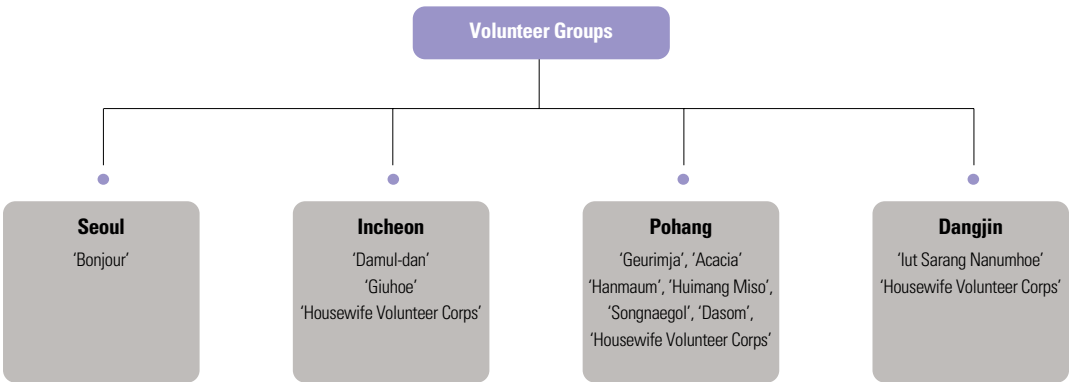 Volunteer Groups
Seoul
‘Bonjour’
Incheon
‘Damul-dan’
‘Giuhoe’
‘Housewife Volunteer Corps’
Pohang
‘Geurimja’, ‘Acacia’
‘Hanmaum’, ‘Huimang Miso’,
‘Songnaegol’, ‘Dasom’,
‘Housewife Volunteer Corps’
Dangjin
‘Iut Sarang Nanumhoe’
‘Housewife Volunteer Corps’